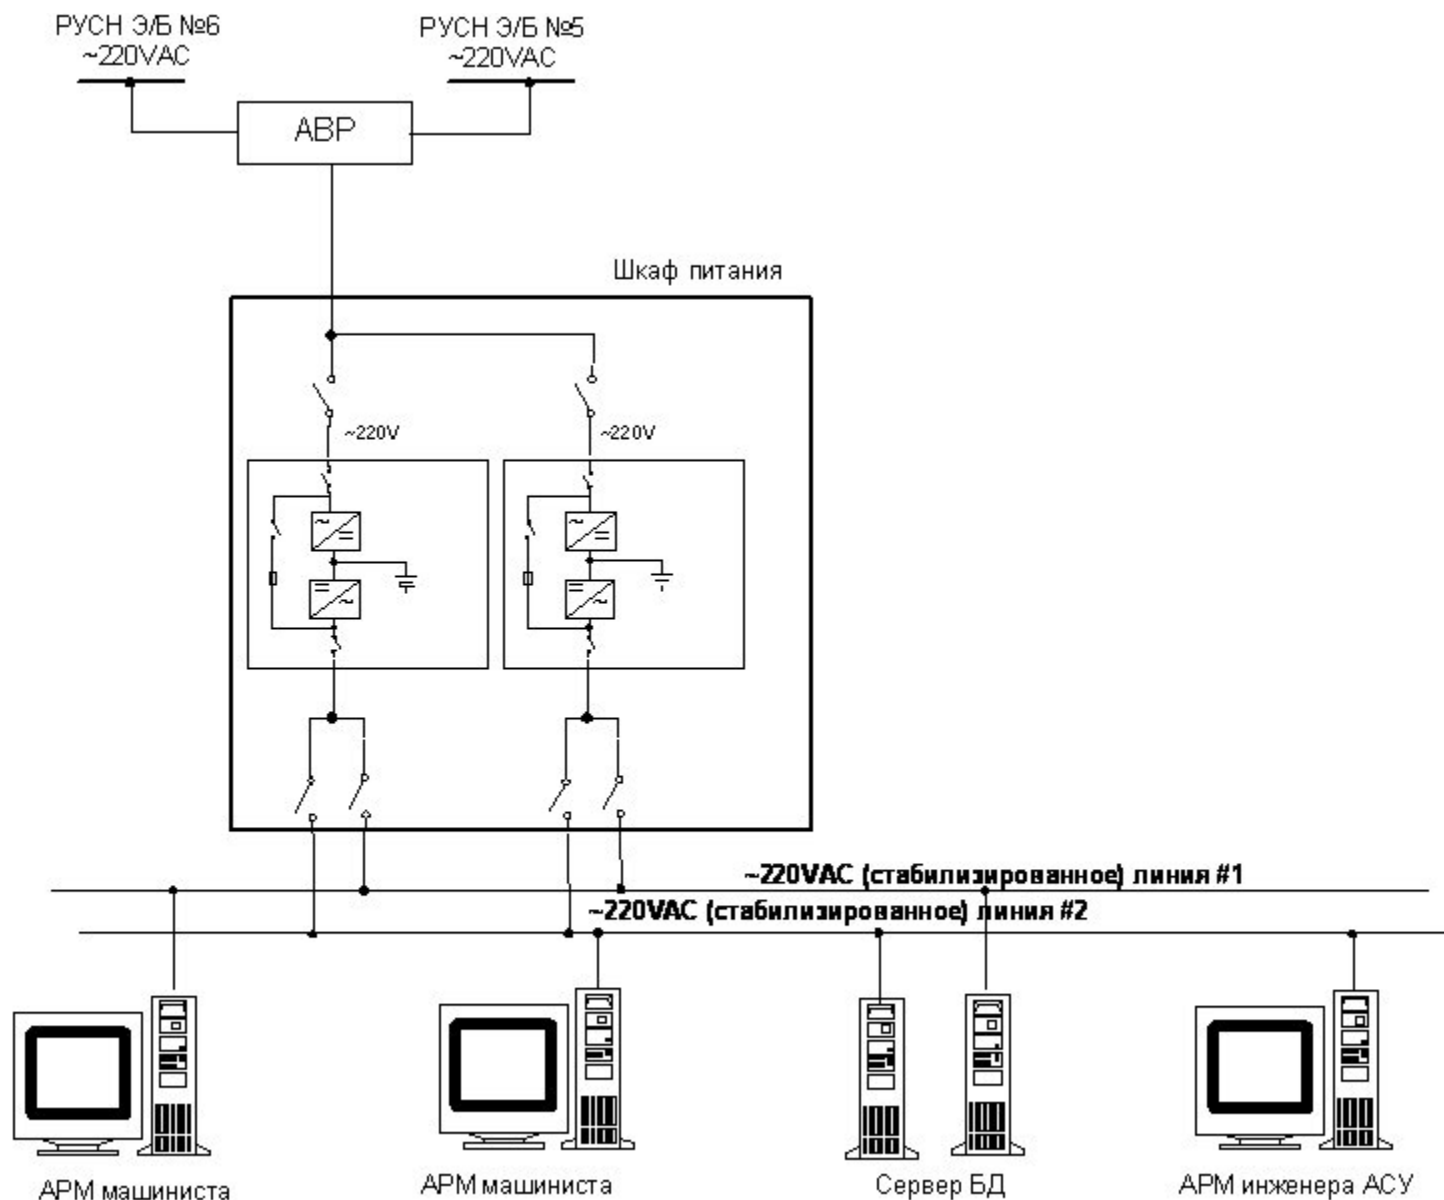 РУСН Э/Б №6
~220VAC
РУСН Э/Б №5
~220VAC
АВР
Шкаф питания
~220V
~220V
~220VAC (стабилизированное) линия #1
~220VAC (стабилизированное) линия #2
АРМ машиниста
АРМ машиниста
Сервер БД
АРМ инженера АСУ